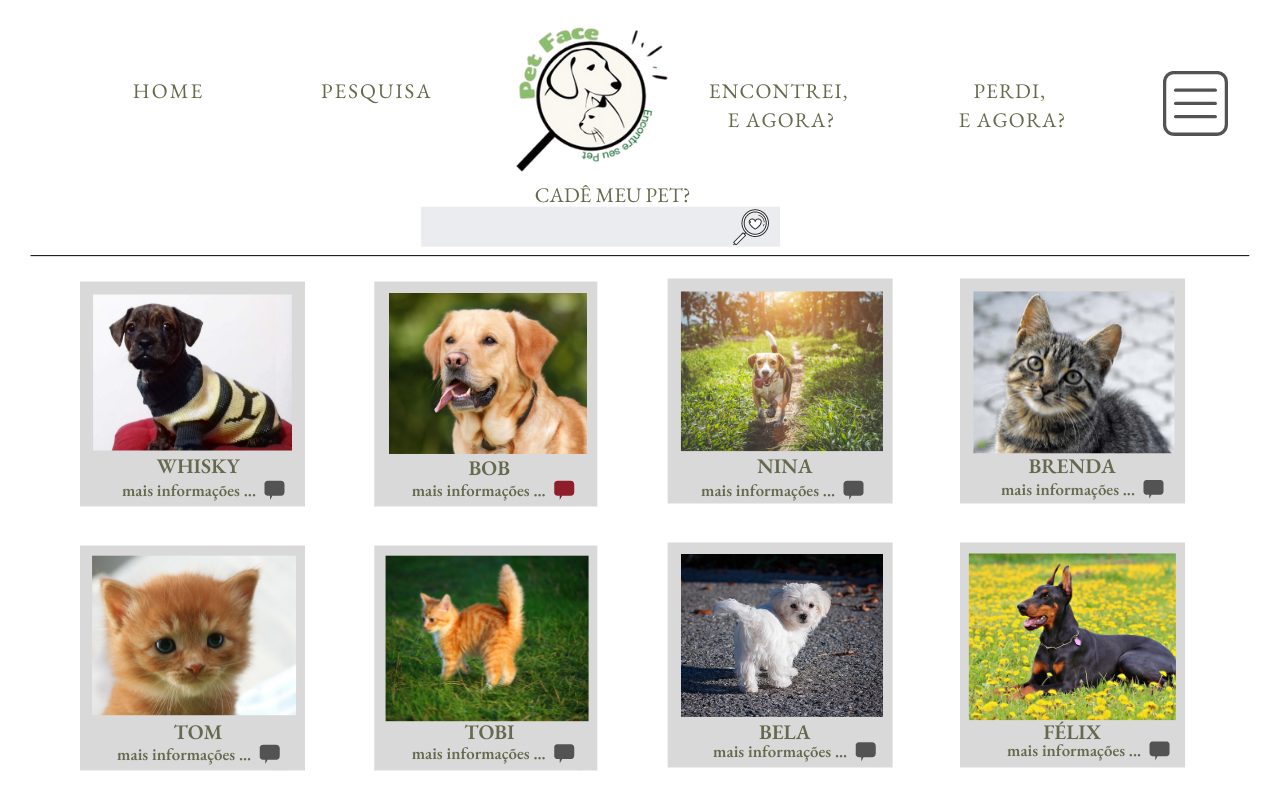 Pet Face
HOME
PESQUISA
ENCONTREI,
E AGORA?
PERDI,
E AGORA?
Encontre seu Pet
CADÊ MEU PET?
WHISKY
mais informações ...
BOB
mais informações ...
NINA
mais informações ...
BRENDA
mais informações ...
TOM
mais informações ...
TOBI
mais informações ...
BELA
mais informações ...
FÉLIX
mais informações ...